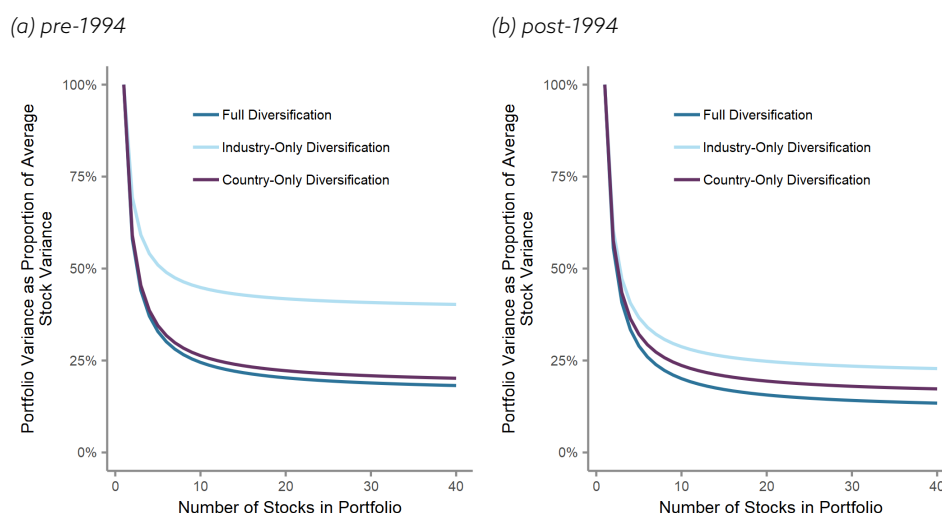 (a) pre-1994
Portfolio Variance as Proportion of Average
Stock Variance
100%
75%
50%
25%
0%
Full Diversification
Industry-Only Diversification
Country-Only Diversification
0 10 20 30 40
Number of Stocks in Portfolio
(b) post-1994
Portfolio Variance as Proportion of Average
Stock Variance
100%
75%
50%
25%
0%
Full Diversification
Industry-Only Diversification
Country-Only Diversification
0 10 20 30 40
Number of Stocks in Portfolio